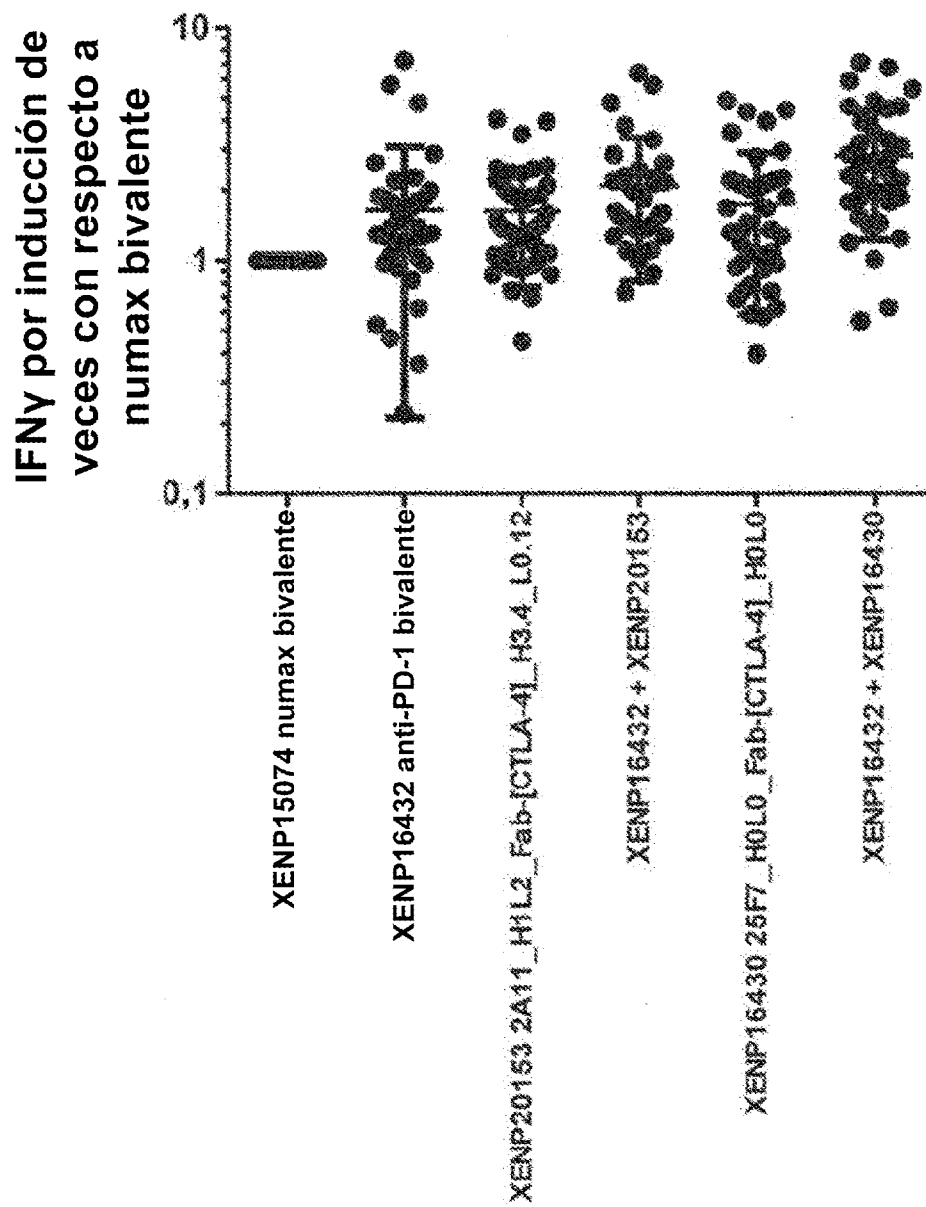 IFNγ por inducción de
veces con respecto a
numax bivalente
10
1
0,1
XENP15074 numax bivalente
XENP16432 anti-PD-1 bivalente
XENP20153 2A11_H1L2_Fab-[CTLA-4]_H3.4_L0.12
XENP16432 + XENP20153
XENP16430 25F7_H0L0_Fab-[CTLA-4]_H0L0
XENP16432 + XENP16430